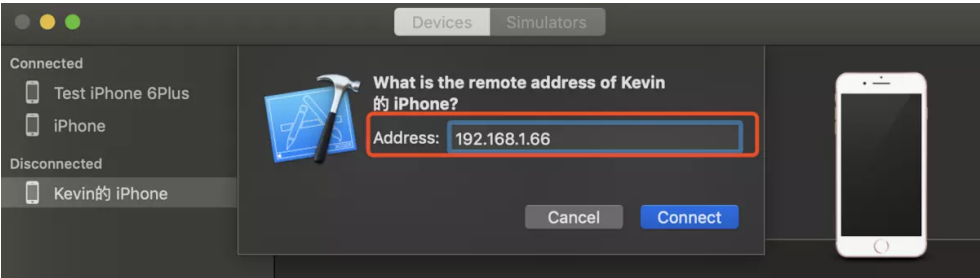 Devices Simulators
Connected
Test iPhone 6Plus
iPhone
Disconnected
Kevin的 iPhone
What is the remote address of Kevin
的 iPhone?
Address: 192.168.1.66
Cancel Connect